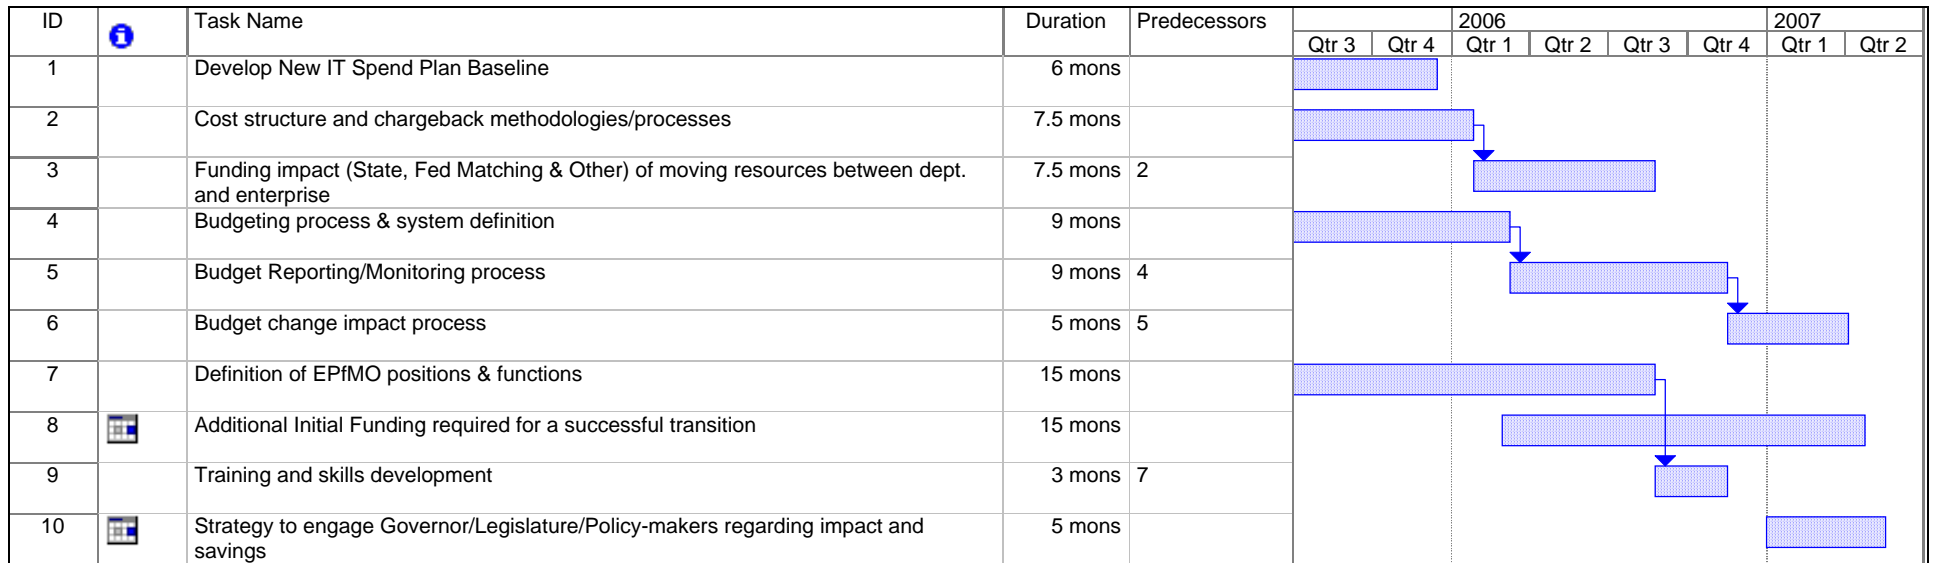 ID Task Name Duration Predecessors 2006 2007
Qtr 3 Qtr 4 Qtr 1 Qtr 2 Qtr 3 Qtr 4 Qtr 1 Qtr 2
1 Develop New IT Spend Plan Baseline 6 mons
2 Cost structure and chargeback methodologies/processes 7.5 mons
3 Funding impact (State, Fed Matching & Other) of moving resources between dept. 7.5 mons 2
and enterprise
4 Budgeting process & system definition 9 mons
5 Budget Reporting/Monitoring process 9 mons 4
6 Budget change impact process 5 mons 5
7 Definition of EPfMO positions & functions 15 mons
8 Additional Initial Funding required for a successful transition 15 mons
9 Training and skills development 3 mons 7
10 Strategy to engage Governor/Legislature/Policy-makers regarding impact and 5 mons
savings